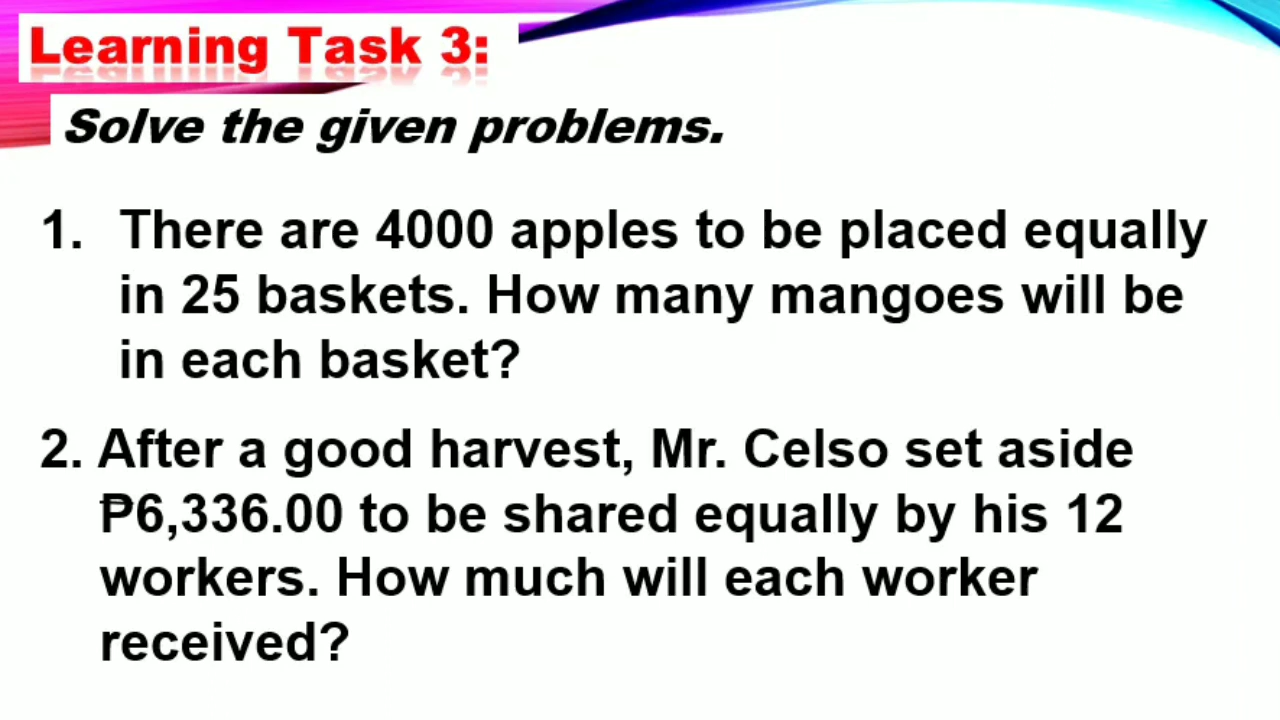 Learning Task 3:
Solve the given problems.
1. There are 4000 apples to be placed equally
in 25 baskets. How many mangoes will be
in each basket?
2. After a good harvest, Mr. Celso set aside
₱6,336.00 to be shared equally by his 12
workers. How much will each worker
received?